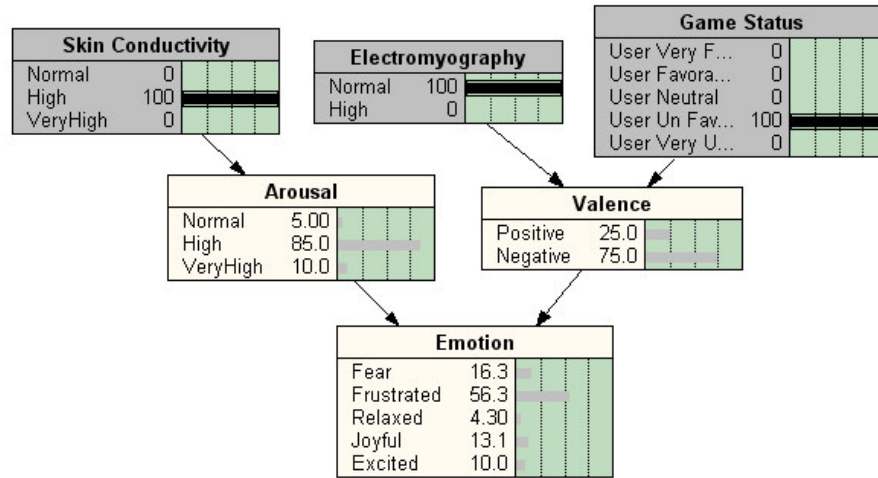 Skin Conductivity
Normal 0
High 100
VeryHigh 0
Electromyography
Normal 100
High 0
Game Status
User Very F... 0
User Favora... 0
User Neutral 0
User Un Fav... 100
User Very U... 0
Arousal
Normal 5.00
High 85.0
VeryHigh 10.0
Valence
Positive 25.0
Negative 75.0
Emotion
Fear 16.3
Frustrated 56.3
Relaxed 4.30
Joyful 13.1
Excited 10.0